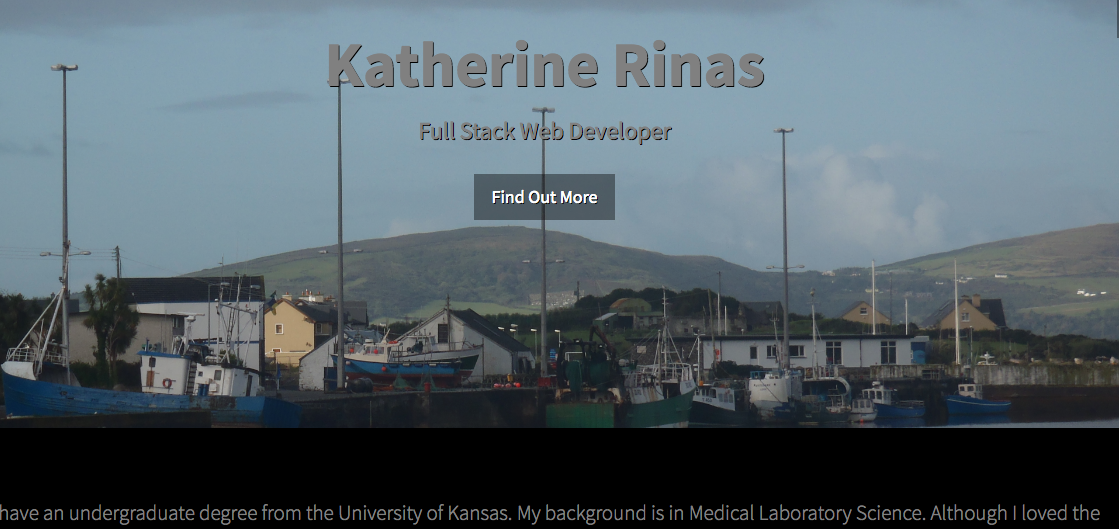 Katherine Rinas
Full Stack Web Developer
Find Out More
have an undergraduate degree from the University of Kansas. My background is in Medical Laboratory Science. Although I loved the